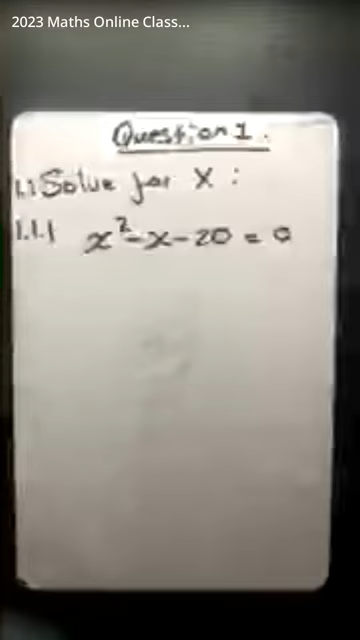 2023 Maths Online Class...
Question 1.
1.1 Solve for X :
1.1.1 x² - x - 20 = 0